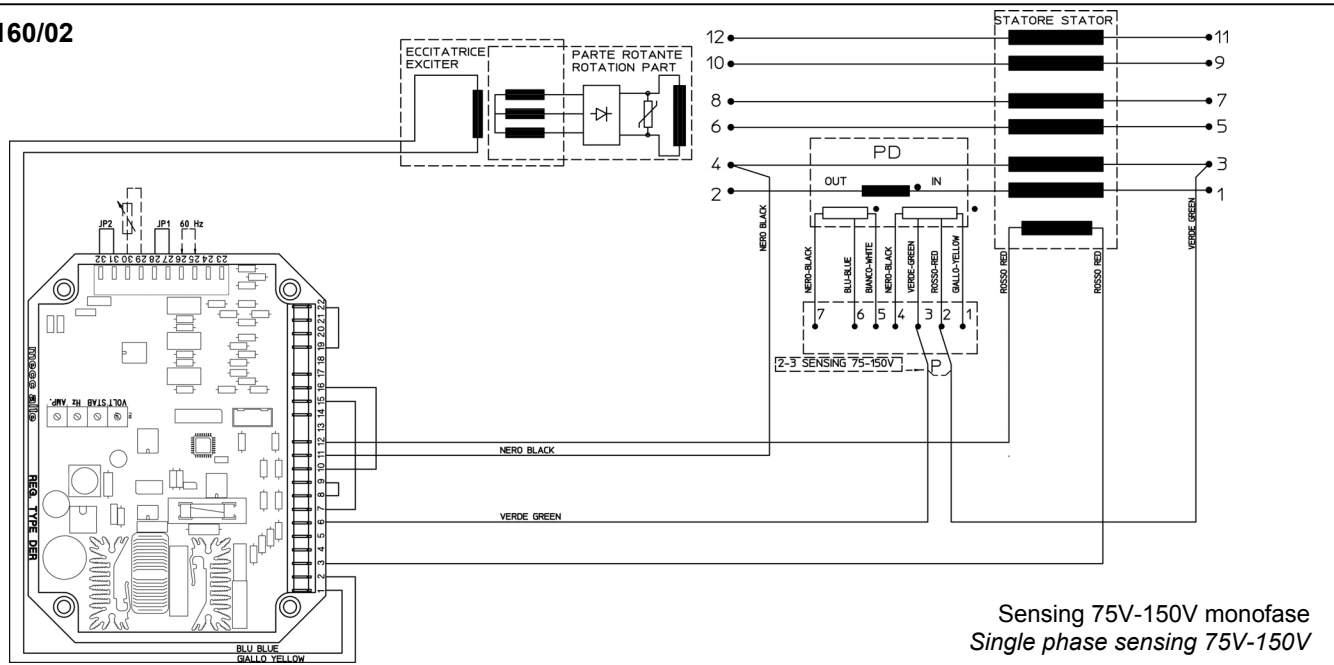 160/02
STATORE STATOR
12
11
10
9
8
7
6
5
4
3
2
1
ECCITATRICE
EXCITER
PARTE ROTANTE
ROTATION PART
PD
OUT
IN
NERO BLACK
VERDE GREEN
NERO-BLACK
BLU-BLUE
BIANCO-WHITE
NERO-BLACK
VERDE-GREEN
ROSSO-RED
GIALLO-YELLOW
ROSSO RED
ROSSO RED
7 6 5 4 3 2 1
2-3 SENSING 75-150V
P
JP2
JP1
60 Hz
32 31 30 29 28 27 26 25 24 23
22
21
20
19
18
17
16
15
14
13
12
11
10
9
8
7
6
5
4
3
2
1
mecc alte
VOLT STAB Hz AMP.
REG. TYPE DER
NERO BLACK
VERDE GREEN
BLU BLUE
GIALLO YELLOW
Sensing 75V-150V monofase
Single phase sensing 75V-150V